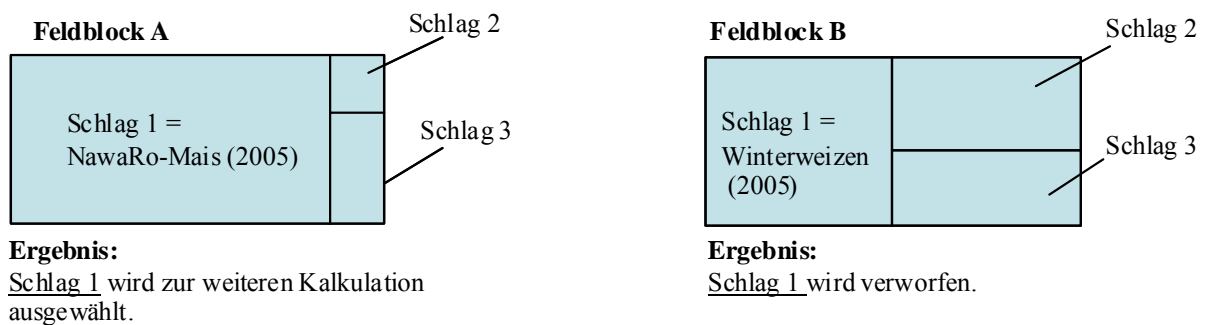 Feldblock A
Schlag 2
Schlag 1 =
NawaRo-Mais (2005)
Schlag 3
Ergebnis:
Schlag 1 wird zur weiteren Kalkulation
ausgewählt.
Feldblock B
Schlag 2
Schlag 1 =
Winterweizen
(2005)
Schlag 3
Ergebnis:
Schlag 1 wird verworfen.